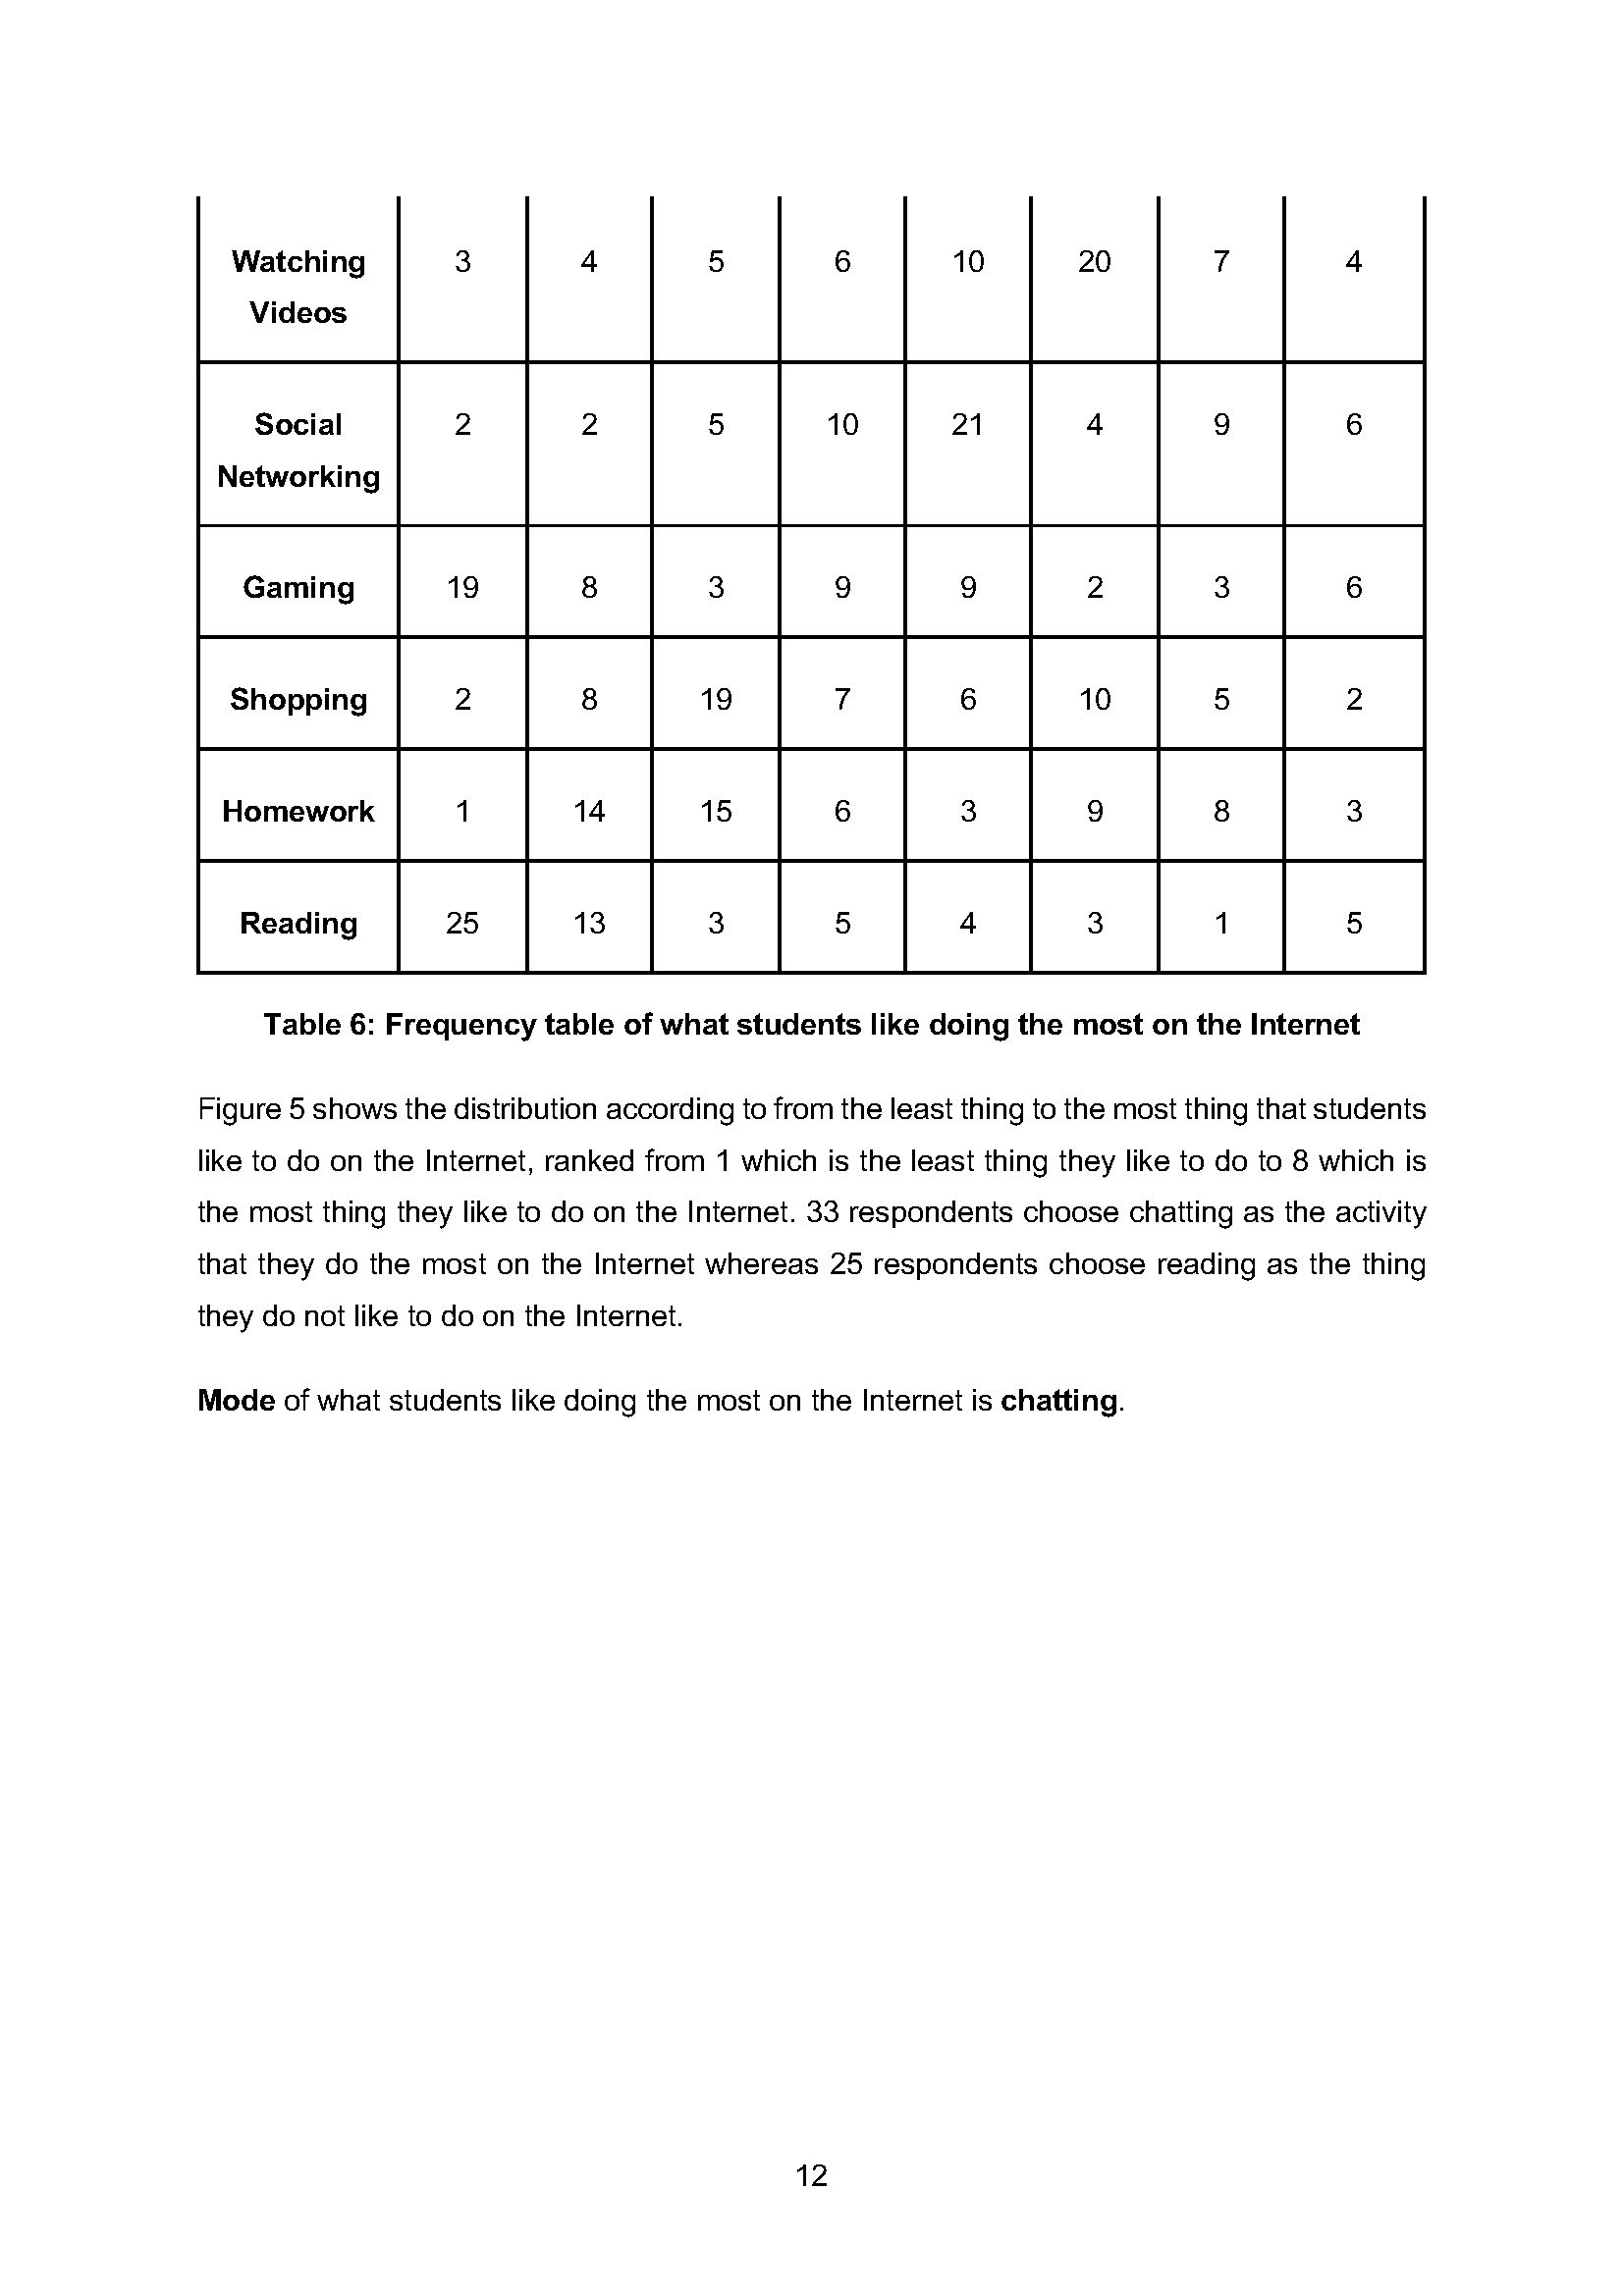 Watching Videos 3 4 5 6 10 20 7 4
Social Networking 2 2 5 10 21 4 9 6
Gaming 19 8 3 9 9 2 3 6
Shopping 2 8 19 7 6 10 5 2
Homework 1 14 15 6 3 9 8 3
Reading 25 13 3 5 4 3 1 5
Table 6: Frequency table of what students like doing the most on the Internet
Figure 5 shows the distribution according to from the least thing to the most thing that students
like to do on the Internet, ranked from 1 which is the least thing they like to do to 8 which is
the most thing they like to do on the Internet. 33 respondents choose chatting as the activity
that they do the most on the Internet whereas 25 respondents choose reading as the thing
they do not like to do on the Internet.
Mode of what students like doing the most on the Internet is chatting.
12